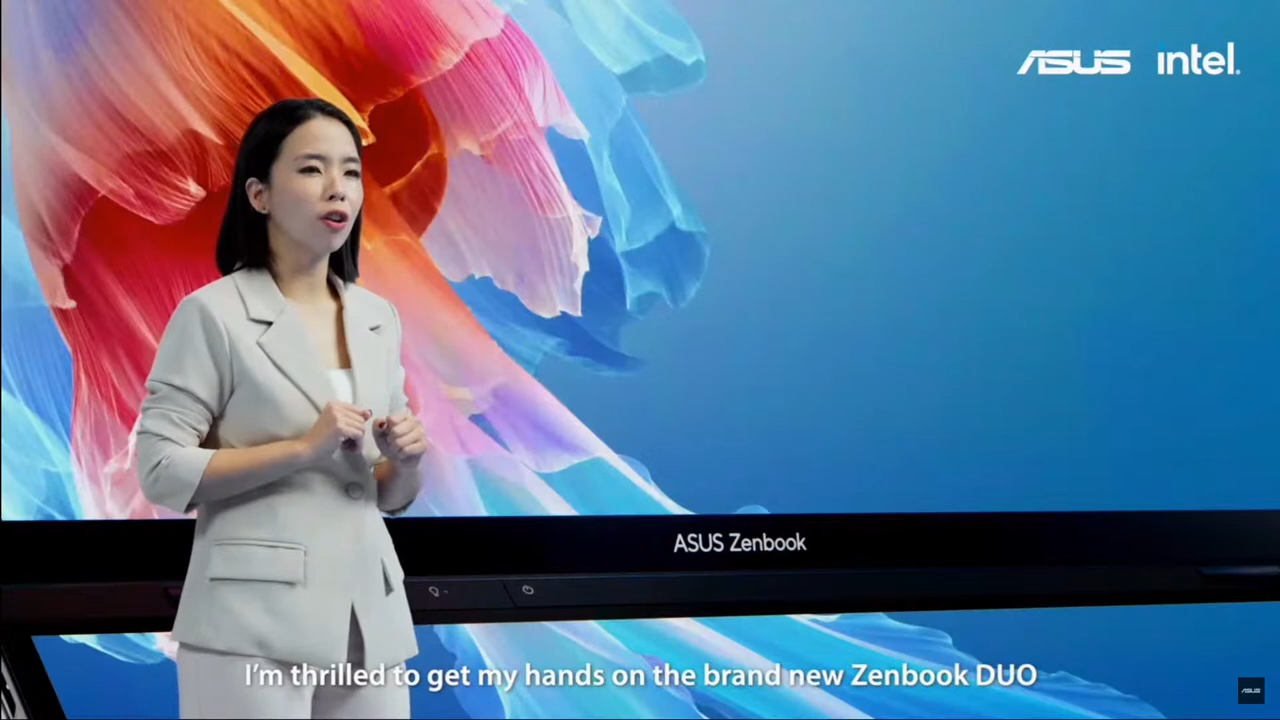 ASUS intel.
ASUS Zenbook
I'm thrilled to get my hands on the brand new Zenbook DUO
ASUS